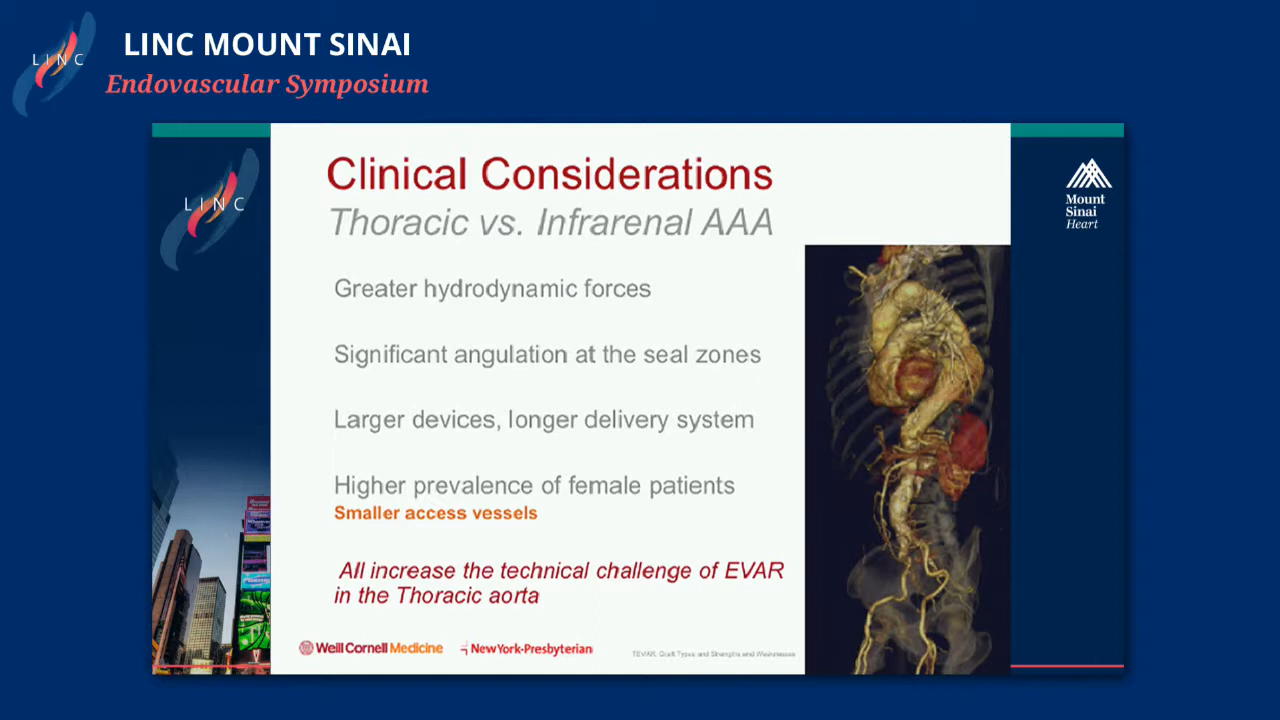 LINC
LINC MOUNT SINAI
Endovascular Symposium
LINC
Mount
Sinai
Heart
Clinical Considerations
Thoracic vs. Infrarenal AAA
Greater hydrodynamic forces
Significant angulation at the seal zones
Larger devices, longer delivery system
Higher prevalence of female patients
Smaller access vessels
All increase the technical challenge of EVAR
in the Thoracic aorta
Weill Cornell Medicine
NewYork-Presbyterian
TEVAR, Graft Types and Strengths and Weaknesses